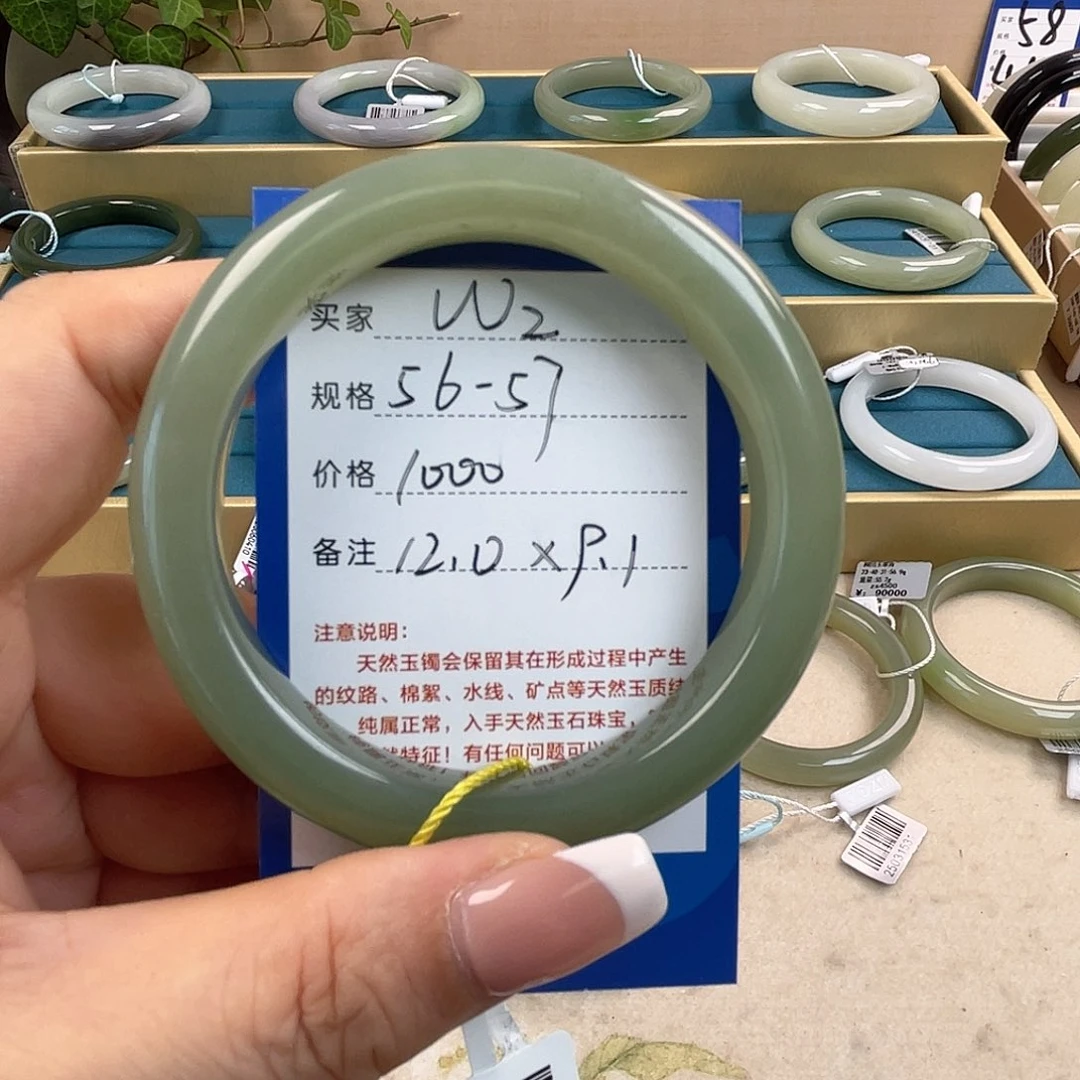 58
买家 W2
规格 56-57
价格 1000
备注 12.0×9.1
注意说明:
天然玉镯会保留其在形成过程中产生
的纹路、棉絮、水线、矿点等天然玉质结
纯属正常，入手天然玉石珠宝，
特征！有任何问题可以
¥: 90000
2503153